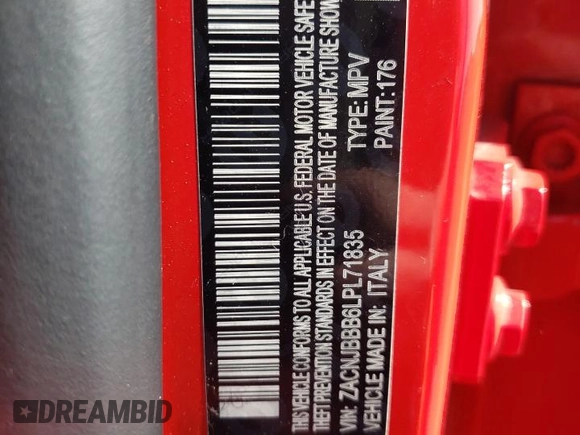 THIS VEHICLE CONFORMS TO ALL APPLICABLE U.S. FEDERAL MOTOR VEHICLE SAFE
THEFT PREVENTION STANDARDS IN EFFECT ON THE DATE OF MANUFACTURE SHOW
VIN: ZACNJBBB6LPL71835 TYPE: MPV
VEHICLE MADE IN: ITALY PAINT: 176
DREAMBID